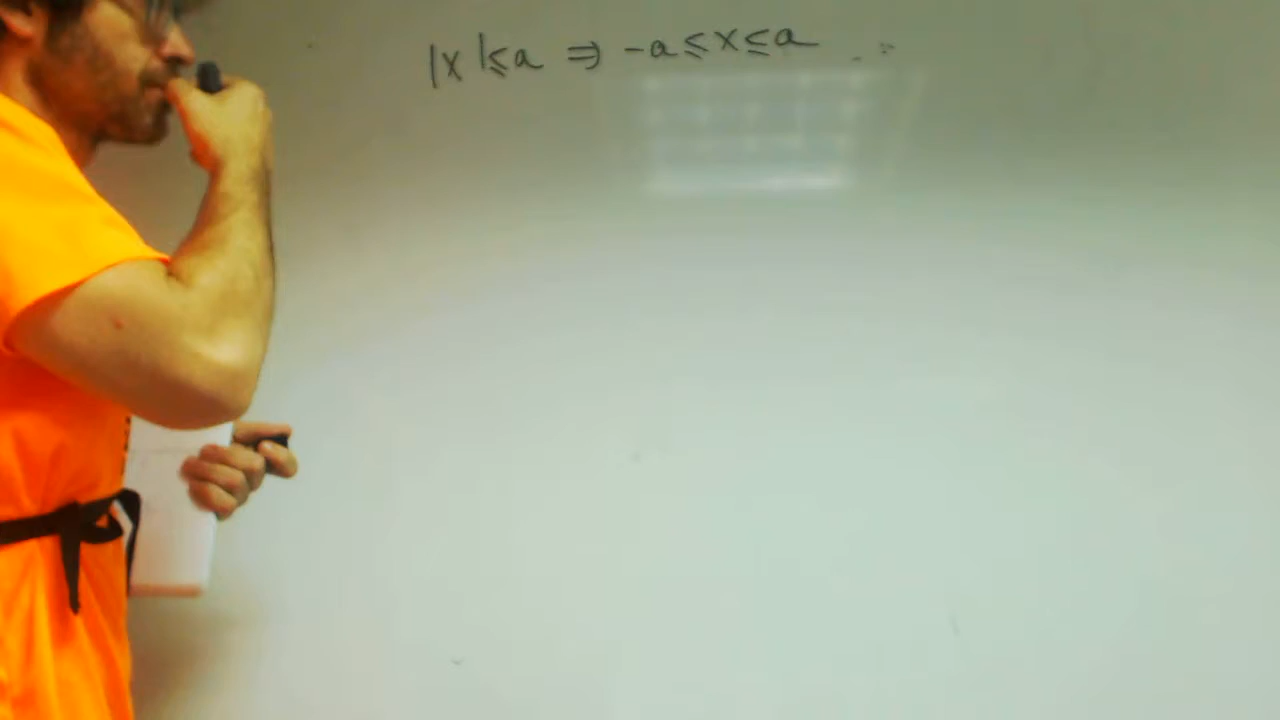 |x| ≤ a ⇒ -a ≤ x ≤ a